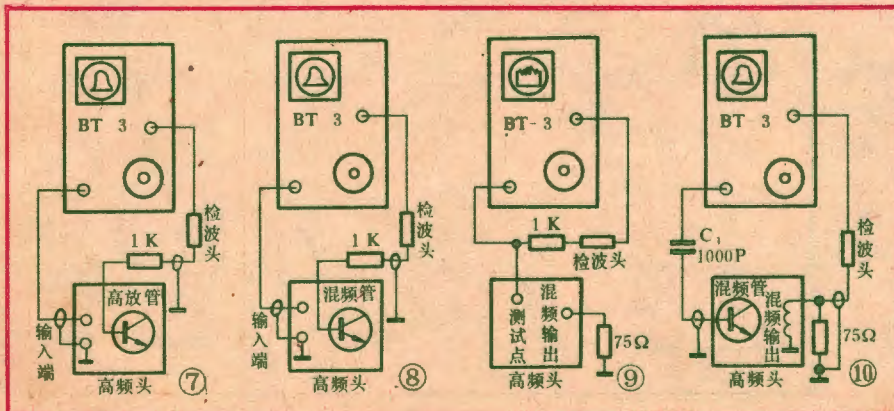 BT 3
检波头
1 K
高放管
输入端
高频头
⑦
BT 3
检波头
1 K
混频管
输入端
高频头
⑧
BT-3
1 K
检波头
测试点
混频输出
75Ω
高频头
⑨
BT-3
C₁
1000P
检波头
混频管
混频输出
75Ω
高频头
⑩